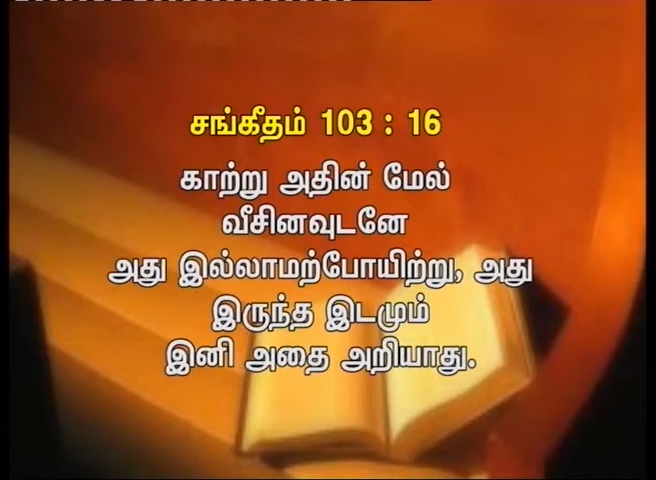 சங்கீதம் 103 : 16
காற்று அதின் மேல்
வீசினவுடனே
அது இல்லாமற்போயிற்று, அது
இருந்த இடமும்
இனி அதை அறியாது.